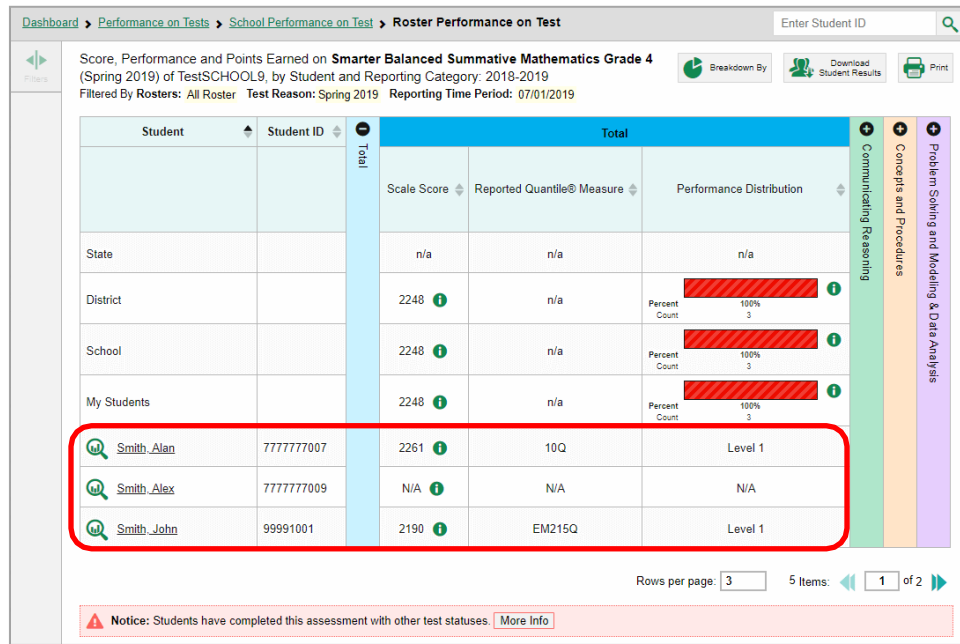 Dashboard > Performance on Tests > School Performance on Test > Roster Performance on Test
Enter Student ID
Filters
Score, Performance and Points Earned on Smarter Balanced Summative Mathematics Grade 4
(Spring 2019) of TestSCHOOL9, by Student and Reporting Category: 2018-2019
Filtered By Rosters: All Roster Test Reason: Spring 2019 Reporting Time Period: 07/01/2019
Breakdown By
Download
Student Results
Print
Student
Student ID
Total
Total
Communicating Reasoning
Concepts and Procedures
Problem Solving and Modeling & Data Analysis
Scale Score
Reported Quantile® Measure
Performance Distribution
State n/a n/a n/a
District 2248 n/a
Percent 100%
Count 3
School 2248 n/a
Percent 100%
Count 3
My Students 2248 n/a
Percent 100%
Count 3
Smith, Alan 7777777007 2261 10Q Level 1
Smith, Alex 7777777009 N/A N/A N/A
Smith, John 99991001 2190 EM215Q Level 1
Rows per page: 3 5 Items: 1 of 2
Notice: Students have completed this assessment with other test statuses. More Info